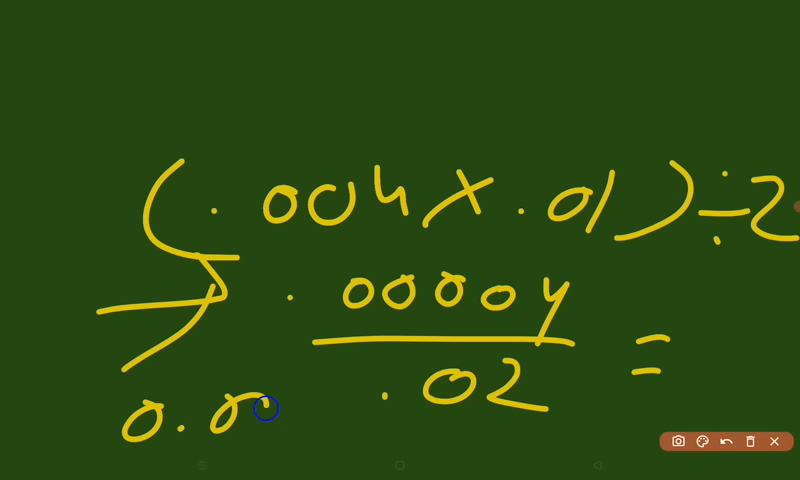 (.004×.01)÷2
⇒ .00004
.02 =
0.0